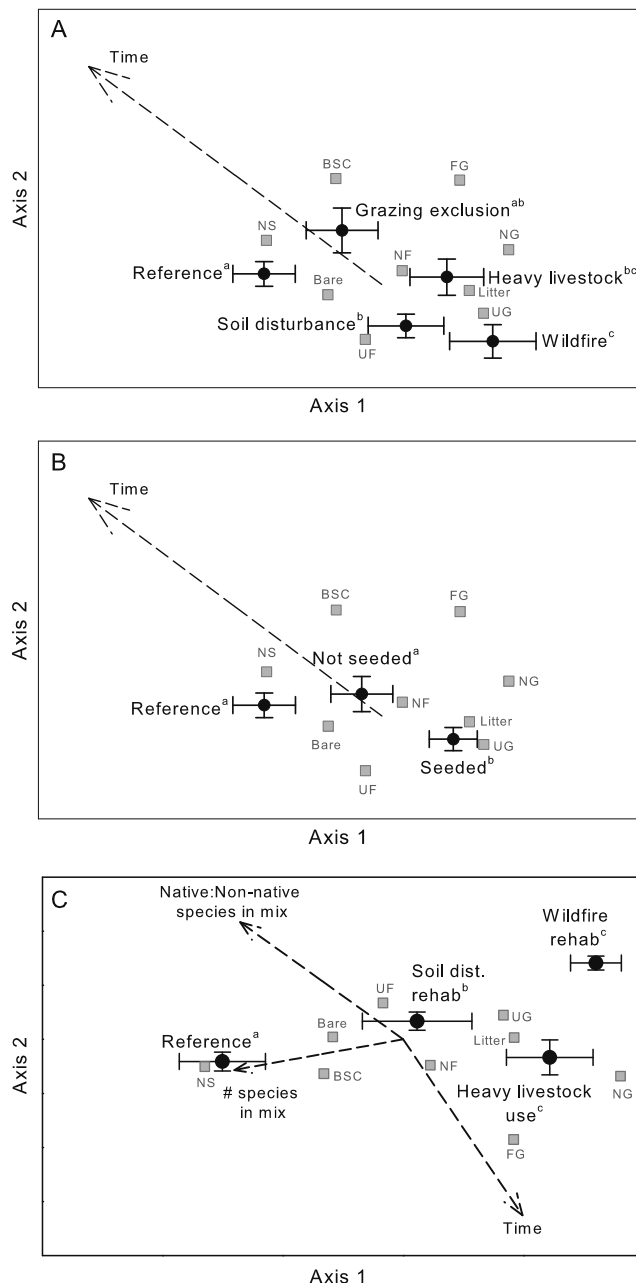 A
Time
BSC
FG
Grazing exclusion^ab
NS
NG
NF
Reference^a
Heavy livestock^bc
Bare
Litter
UG
Soil disturbance^b
Wildfire^c
UF
Axis 2
Axis 1
B
Time
BSC
FG
Not seeded^a
NS
NG
Reference^a
NF
Litter
Bare
UG
Seeded^b
UF
Axis 2
Axis 1
C
Native:Non-native
species in mix
Wildfire
rehab^c
Soil dist.
rehab^b
UF
UG
Bare
Litter
Reference^a
NS
BSC
NF
NG
# species
in mix
Heavy livestock
use^c
FG
Time
Axis 2
Axis 1